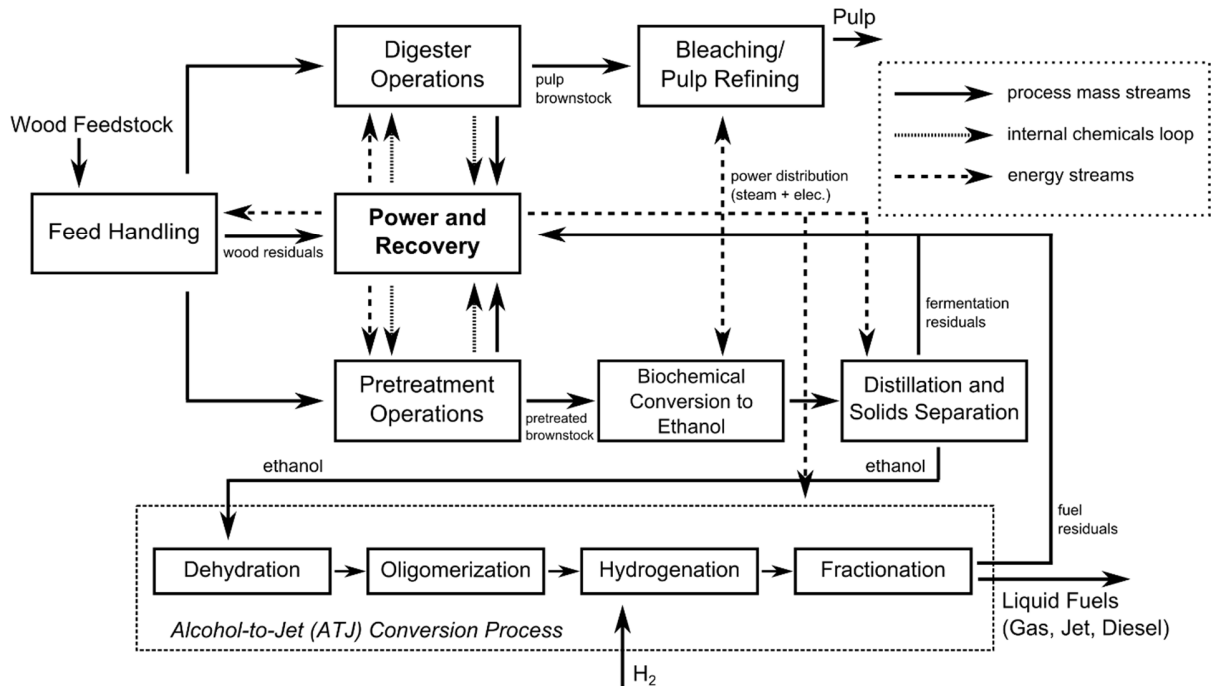 Pulp
Digester
Operations
pulp
brownstock
Bleaching/
Pulp Refining
process mass streams
internal chemicals loop
energy streams
Wood Feedstock
Feed Handling
wood residuals
Power and
Recovery
power distribution
(steam + elec.)
fermentation
residuals
Pretreatment
Operations
pretreated
brownstock
Biochemical
Conversion to
Ethanol
Distillation and
Solids Separation
ethanol
ethanol
fuel
residuals
Dehydration
Oligomerization
Hydrogenation
Fractionation
Alcohol-to-Jet (ATJ) Conversion Process
Liquid Fuels
(Gas, Jet, Diesel)
H2